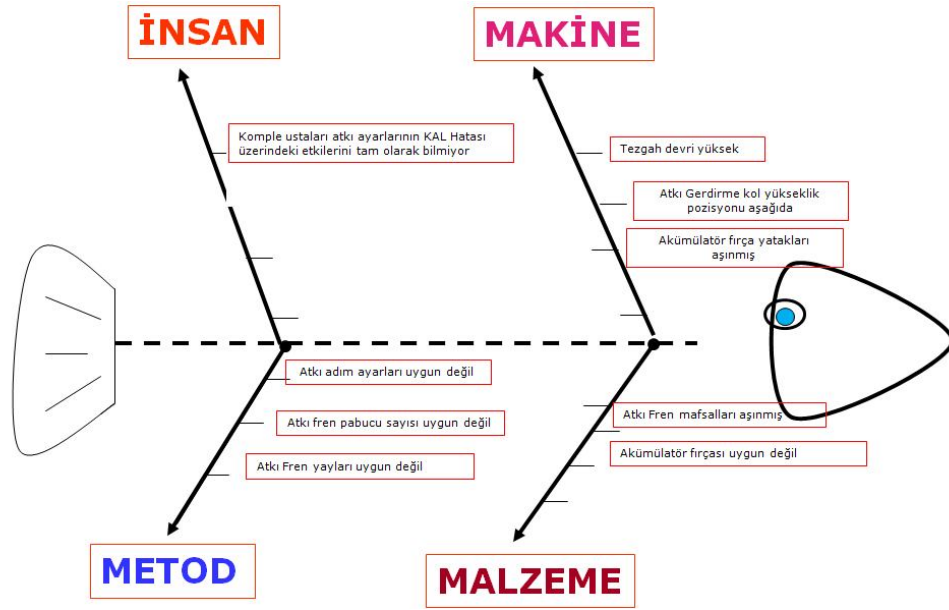 İNSAN
MAKİNE
Komple ustaları atkı ayarlarının KAL Hatası
üzerindeki etkilerini tam olarak bilmiyor
Tezgah devri yüksek
Atkı Gerdirme kol yükseklik
pozisyonu aşağıda
Akümülatör fırça yatakları
aşınmış
Atkı adım ayarları uygun değil
Atkı fren pabucu sayısı uygun değil
Atkı Fren yayları uygun değil
Atkı Fren mafsalları aşınmış
Akümülatör fırçası uygun değil
METOD
MALZEME